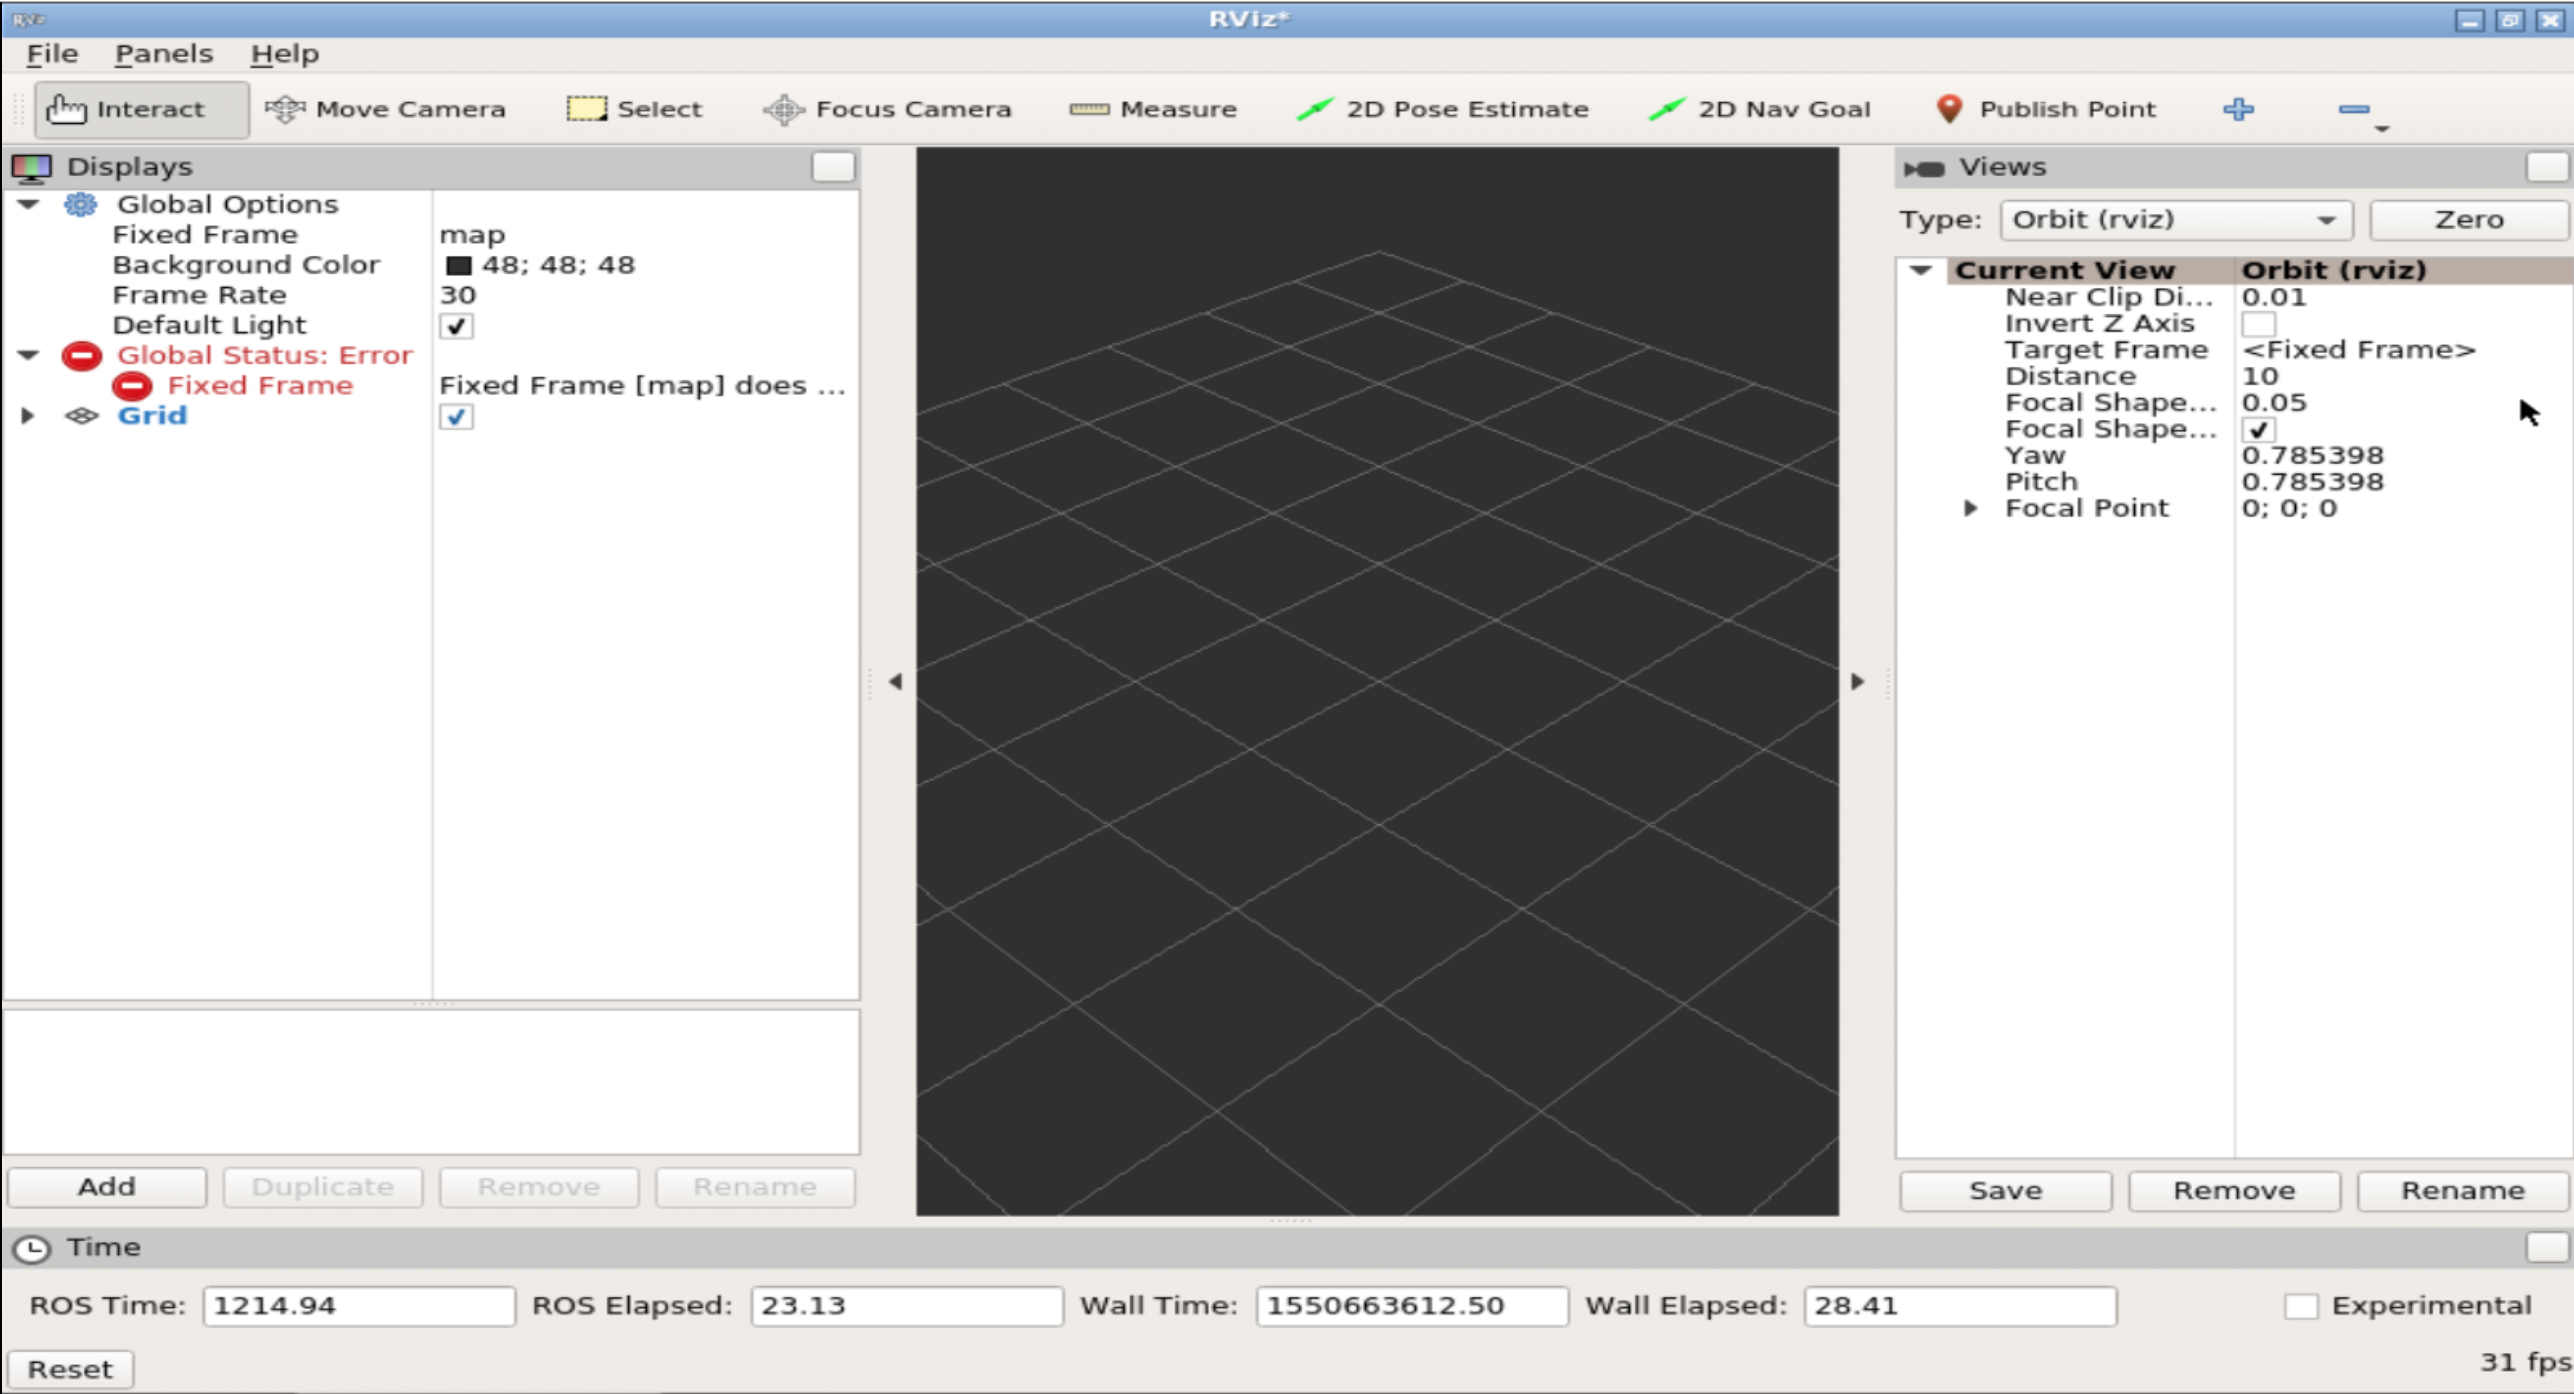 RViz RViz*
File Panels Help
Interact Move Camera Select Focus Camera Measure 2D Pose Estimate 2D Nav Goal Publish Point
Displays
Global Options
Fixed Frame map
Background Color 48; 48; 48
Frame Rate 30
Default Light
Global Status: Error
Fixed Frame Fixed Frame [map] does ...
Grid
Add Duplicate Remove Rename
Views
Type: Orbit (rviz) Zero
Current View Orbit (rviz)
Near Clip Di... 0.01
Invert Z Axis
Target Frame <Fixed Frame>
Distance 10
Focal Shape... 0.05
Focal Shape...
Yaw 0.785398
Pitch 0.785398
Focal Point 0; 0; 0
Save Remove Rename
Time
ROS Time: 1214.94 ROS Elapsed: 23.13 Wall Time: 1550663612.50 Wall Elapsed: 28.41 Experimental
Reset 31 fps